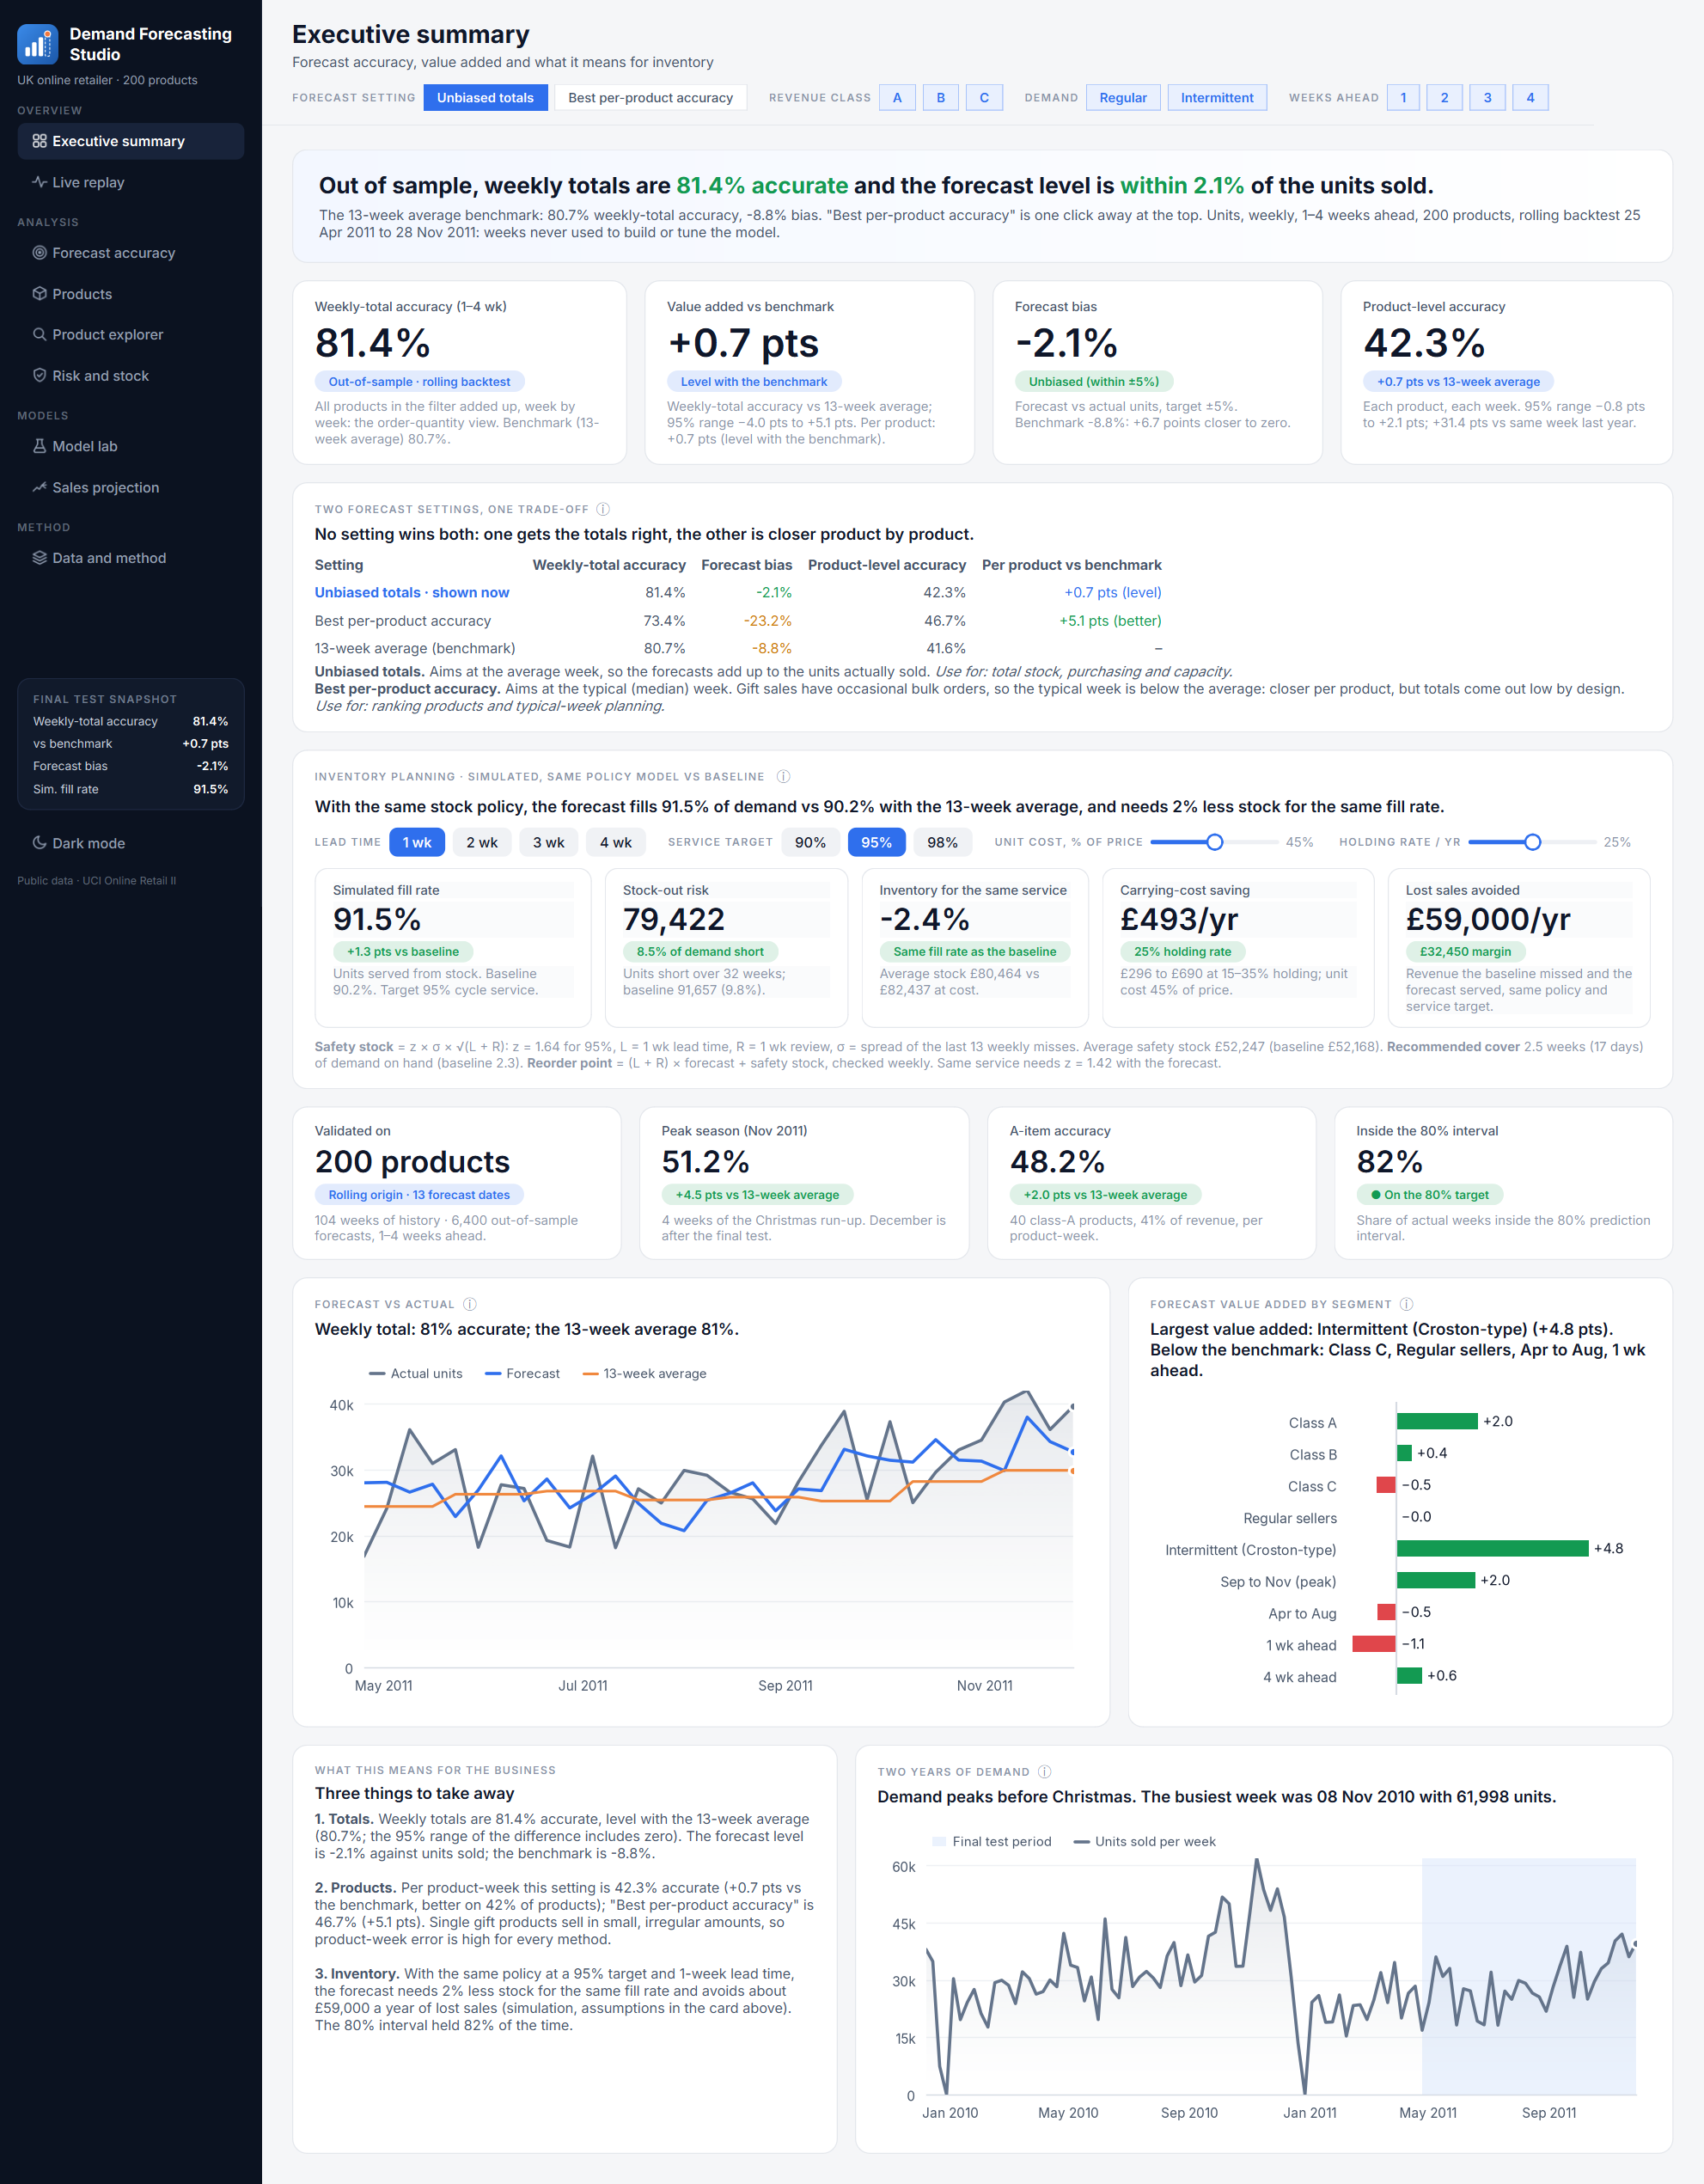 Demand Forecasting
Studio
UK online retailer · 200 products
OVERVIEW
Executive summary
Live replay
ANALYSIS
Forecast accuracy
Products
Product explorer
Risk and stock
MODELS
Model lab
Sales projection
METHOD
Data and method
FINAL TEST SNAPSHOT
Weekly-total accuracy 81.4%
vs benchmark +0.7 pts
Forecast bias -2.1%
Sim. fill rate 91.5%
Dark mode
Public data · UCI Online Retail II
Executive summary
Forecast accuracy, value added and what it means for inventory
FORECAST SETTING Unbiased totals Best per-product accuracy REVENUE CLASS A B C DEMAND Regular Intermittent WEEKS AHEAD 1 2 3 4
Out of sample, weekly totals are 81.4% accurate and the forecast level is within 2.1% of the units sold.
The 13-week average benchmark: 80.7% weekly-total accuracy, -8.8% bias. "Best per-product accuracy" is one click away at the top. Units, weekly, 1–4 weeks ahead, 200 products, rolling backtest 25
Apr 2011 to 28 Nov 2011: weeks never used to build or tune the model.
Weekly-total accuracy (1–4 wk)
81.4%
Out-of-sample · rolling backtest
All products in the filter added up, week by
week: the order-quantity view. Benchmark (13-
week average) 80.7%.
Value added vs benchmark
+0.7 pts
Level with the benchmark
Weekly-total accuracy vs 13-week average;
95% range −4.0 pts to +5.1 pts. Per product:
+0.7 pts (level with the benchmark).
Forecast bias
-2.1%
Unbiased (within ±5%)
Forecast vs actual units, target ±5%.
Benchmark -8.8%: +6.7 points closer to zero.
Product-level accuracy
42.3%
+0.7 pts vs 13-week average
Each product, each week. 95% range −0.8 pts
to +2.1 pts; +31.4 pts vs same week last year.
TWO FORECAST SETTINGS, ONE TRADE-OFF ⓘ
No setting wins both: one gets the totals right, the other is closer product by product.
Setting Weekly-total accuracy Forecast bias Product-level accuracy Per product vs benchmark
Unbiased totals · shown now 81.4% -2.1% 42.3% +0.7 pts (level)
Best per-product accuracy 73.4% -23.2% 46.7% +5.1 pts (better)
13-week average (benchmark) 80.7% -8.8% 41.6% –
Unbiased totals. Aims at the average week, so the forecasts add up to the units actually sold. Use for: total stock, purchasing and capacity.
Best per-product accuracy. Aims at the typical (median) week. Gift sales have occasional bulk orders, so the typical week is below the average: closer per product, but totals come out low by design.
Use for: ranking products and typical-week planning.
INVENTORY PLANNING · SIMULATED, SAME POLICY MODEL VS BASELINE ⓘ
With the same stock policy, the forecast fills 91.5% of demand vs 90.2% with the 13-week average, and needs 2% less stock for the same fill rate.
LEAD TIME 1 wk 2 wk 3 wk 4 wk SERVICE TARGET 90% 95% 98% UNIT COST, % OF PRICE 45% HOLDING RATE / YR 25%
Simulated fill rate
91.5%
+1.3 pts vs baseline
Units served from stock. Baseline
90.2%. Target 95% cycle service.
Stock-out risk
79,422
8.5% of demand short
Units short over 32 weeks;
baseline 91,657 (9.8%).
Inventory for the same service
-2.4%
Same fill rate as the baseline
Average stock £80,464 vs
£82,437 at cost.
Carrying-cost saving
£493/yr
25% holding rate
£296 to £690 at 15–35% holding; unit
cost 45% of price.
Lost sales avoided
£59,000/yr
£32,450 margin
Revenue the baseline missed and the
forecast served, same policy and
service target.
Safety stock = z × σ × √(L + R): z = 1.64 for 95%, L = 1 wk lead time, R = 1 wk review, σ = spread of the last 13 weekly misses. Average safety stock £52,247 (baseline £52,168). Recommended cover 2.5 weeks (17 days)
of demand on hand (baseline 2.3). Reorder point = (L + R) × forecast + safety stock, checked weekly. Same service needs z = 1.42 with the forecast.
Validated on
200 products
Rolling origin · 13 forecast dates
104 weeks of history · 6,400 out-of-sample
forecasts, 1–4 weeks ahead.
Peak season (Nov 2011)
51.2%
+4.5 pts vs 13-week average
4 weeks of the Christmas run-up. December is
after the final test.
A-item accuracy
48.2%
+2.0 pts vs 13-week average
40 class-A products, 41% of revenue, per
product-week.
Inside the 80% interval
82%
● On the 80% target
Share of actual weeks inside the 80% prediction
interval.
FORECAST VS ACTUAL ⓘ
Weekly total: 81% accurate; the 13-week average 81%.
Actual units Forecast 13-week average
40k
30k
20k
10k
0
May 2011 Jul 2011 Sep 2011 Nov 2011
FORECAST VALUE ADDED BY SEGMENT ⓘ
Largest value added: Intermittent (Croston-type) (+4.8 pts).
Below the benchmark: Class C, Regular sellers, Apr to Aug, 1 wk
ahead.
Class A +2.0
Class B +0.4
Class C −0.5
Regular sellers −0.0
Intermittent (Croston-type) +4.8
Sep to Nov (peak) +2.0
Apr to Aug −0.5
1 wk ahead −1.1
4 wk ahead +0.6
WHAT THIS MEANS FOR THE BUSINESS
Three things to take away
1. Totals. Weekly totals are 81.4% accurate, level with the 13-week average
(80.7%; the 95% range of the difference includes zero). The forecast level
is -2.1% against units sold; the benchmark is -8.8%.
2. Products. Per product-week this setting is 42.3% accurate (+0.7 pts vs
the benchmark, better on 42% of products); "Best per-product accuracy" is
46.7% (+5.1 pts). Single gift products sell in small, irregular amounts, so
product-week error is high for every method.
3. Inventory. With the same policy at a 95% target and 1-week lead time,
the forecast needs 2% less stock for the same fill rate and avoids about
£59,000 a year of lost sales (simulation, assumptions in the card above).
The 80% interval held 82% of the time.
TWO YEARS OF DEMAND ⓘ
Demand peaks before Christmas. The busiest week was 08 Nov 2010 with 61,998 units.
Final test period Units sold per week
60k
45k
30k
15k
0
Jan 2010 May 2010 Sep 2010 Jan 2011 May 2011 Sep 2011